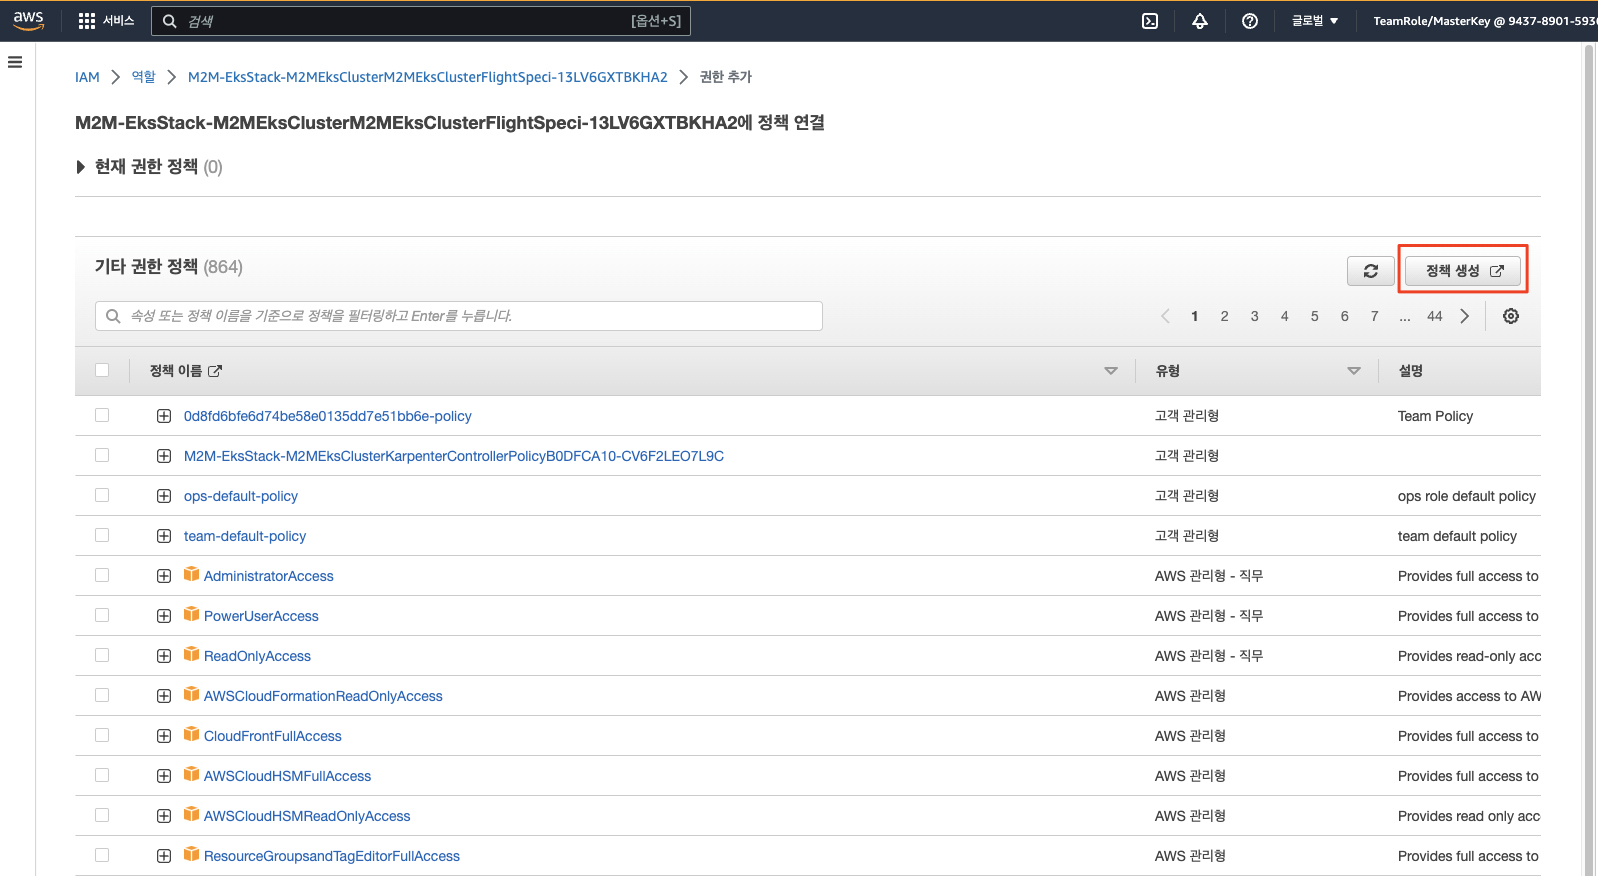 aws 서비스 검색 [옵션+S] 글로벌 TeamRole/MasterKey @ 9437-8901-593
IAM 역할 M2M-EksStack-M2MEksClusterM2MEksClusterFlightSpeci-13LV6GXTBKHA2 권한 추가
M2M-EksStack-M2MEksClusterM2MEksClusterFlightSpeci-13LV6GXTBKHA2에 정책 연결
현재 권한 정책 (0)
기타 권한 정책 (864) 정책 생성
속성 또는 정책 이름을 기준으로 정책을 필터링하고 Enter를 누릅니다. 1 2 3 4 5 6 7 ... 44
정책 이름 유형 설명
0d8fd6bfe6d74be58e0135dd7e51bb6e-policy 고객 관리형 Team Policy
M2M-EksStack-M2MEksClusterKarpenterControllerPolicyB0DFCA10-CV6F2LEO7L9C 고객 관리형
ops-default-policy 고객 관리형 ops role default policy
team-default-policy 고객 관리형 team default policy
AdministratorAccess AWS 관리형 - 직무 Provides full access to
PowerUserAccess AWS 관리형 - 직무 Provides full access to
ReadOnlyAccess AWS 관리형 - 직무 Provides read-only acc
AWSCloudFormationReadOnlyAccess AWS 관리형 Provides access to AW
CloudFrontFullAccess AWS 관리형 Provides full access to
AWSCloudHSMFullAccess AWS 관리형 Provides full access to
AWSCloudHSMReadOnlyAccess AWS 관리형 Provides read only acc
ResourceGroupsandTagEditorFullAccess AWS 관리형 Provides full access to